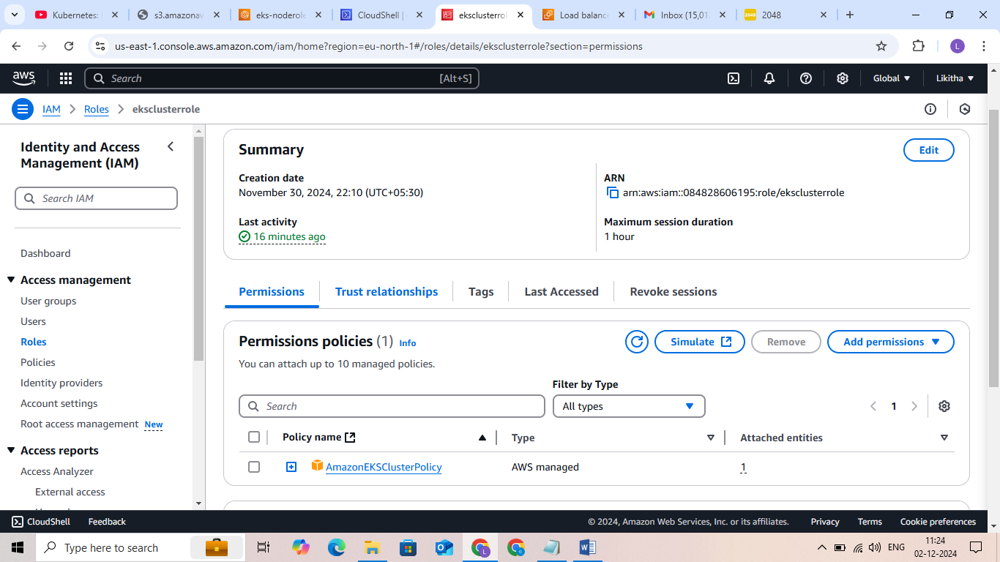 Kubernetes:
s3.amazonaw
eks-noderole
CloudShell |
eksclusterrol
Load balance
Inbox (15,01
2048
2048
us-east-1.console.aws.amazon.com/iam/home?region=eu-north-1#/roles/details/eksclusterrole?section=permissions
L
aws
Search
[Alt+S]
Global
Likitha
IAM
Roles
eksclusterrole
Identity and Access
Management (IAM)
Search IAM
Dashboard
Access management
User groups
Users
Roles
Policies
Identity providers
Account settings
Root access management New
Access reports
Access Analyzer
External access
Summary
Edit
Creation date
November 30, 2024, 22:10 (UTC+05:30)
ARN
arn:aws:iam::084828606195:role/eksclusterrole
Last activity
16 minutes ago
Maximum session duration
1 hour
Permissions
Trust relationships
Tags
Last Accessed
Revoke sessions
Permissions policies (1) Info
Simulate
Remove
Add permissions
You can attach up to 10 managed policies.
Filter by Type
Search
All types
1
Policy name
Type
Attached entities
AmazonEKSClusterPolicy
AWS managed
1
CloudShell
Feedback
© 2024, Amazon Web Services, Inc. or its affiliates.
Privacy
Terms
Cookie preferences
Type here to search
L
ENG
11:24
02-12-2024